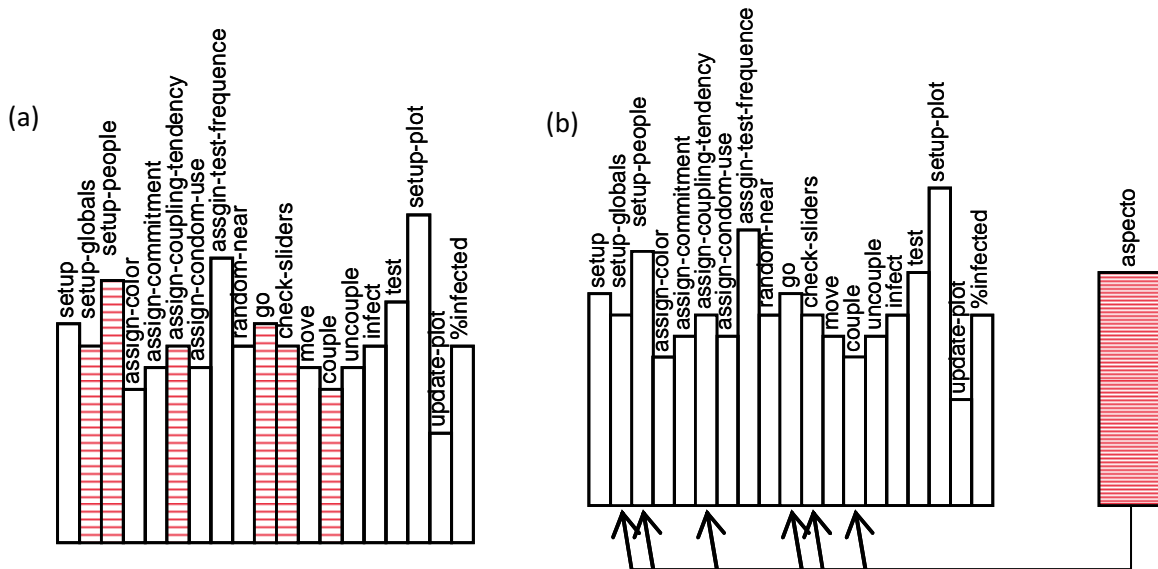 (a)
setup
setup-globals
setup-people
assign-color
assign-commitment
assign-coupling-tendency
assign-condom-use
assgin-test-frequence
random-near
go
check-sliders
move
couple
uncouple
infect
test
setup-plot
update-plot
%infected
(b)
setup
setup-globals
setup-people
assign-color
assign-commitment
assign-coupling-tendency
assign-condom-use
assgin-test-frequence
random-near
go
check-sliders
move
couple
uncouple
infect
test
setup-plot
update-plot
%infected
aspecto